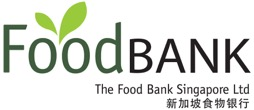 FoodBANK
The Food Bank Singapore Ltd
新加坡食物银行